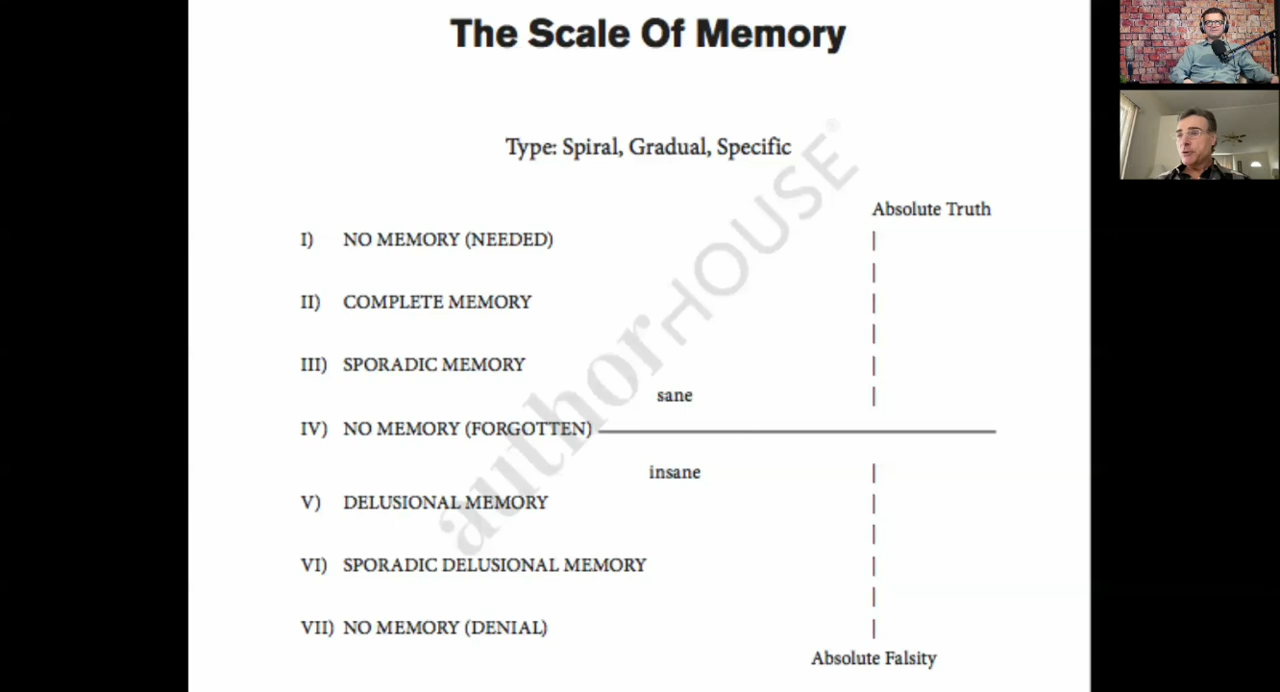 The Scale Of Memory
Type: Spiral, Gradual, Specific
Absolute Truth
I) NO MEMORY (NEEDED)
II) COMPLETE MEMORY
III) SPORADIC MEMORY
sane
IV) NO MEMORY (FORGOTTEN)
insane
V) DELUSIONAL MEMORY
VI) SPORADIC DELUSIONAL MEMORY
VII) NO MEMORY (DENIAL)
Absolute Falsity
authorHOUSE®